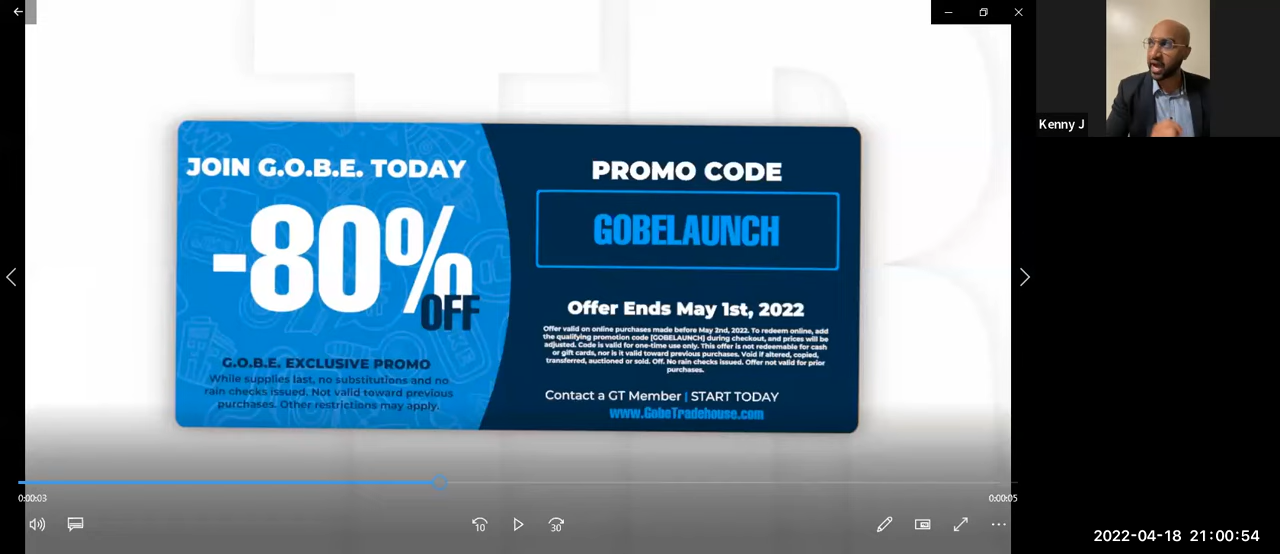 JOIN G.O.B.E. TODAY
-80%
OFF
G.O.B.E. EXCLUSIVE PROMO
While supplies last, no substitutions and no
rain checks issued. Not valid toward previous
purchases. Other restrictions may apply.
PROMO CODE
GOBELAUNCH
Offer Ends May 1st, 2022
Offer valid on online purchases made before May 2nd, 2022. To redeem online, add
the qualifying promotion code [GOBELAUNCH] during checkout, and prices will be
adjusted. Code is valid for one-time use only. This offer is not redeemable for cash
or gift cards, nor is it valid toward previous purchases. Void if altered, copied,
transferred, auctioned or sold. Off. No rain checks issued. Offer not valid for prior
purchases.
Contact a GT Member | START TODAY
www.GobeTradehouse.com
Kenny J
0:00:03
0:00:05
10
30
2022-04-18 21:00:54